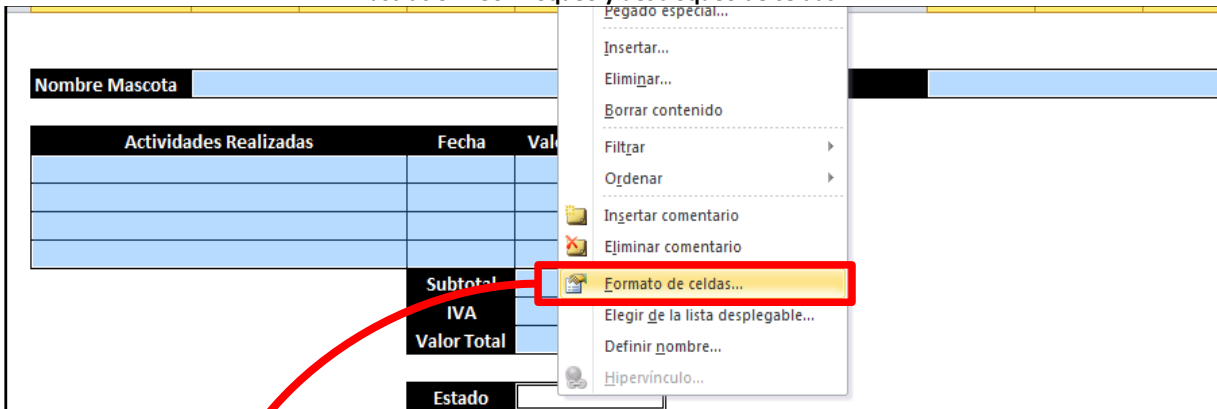 Pegado especial...
Insertar...
Nombre Mascota
Eliminar...
Borrar contenido
Actividades Realizadas Fecha
Filtrar
Ordenar
Insertar comentario
Eliminar comentario
Subtotal
Formato de celdas...
IVA
Elegir de la lista desplegable...
Valor Total
Definir nombre...
Hipervínculo...
Estado